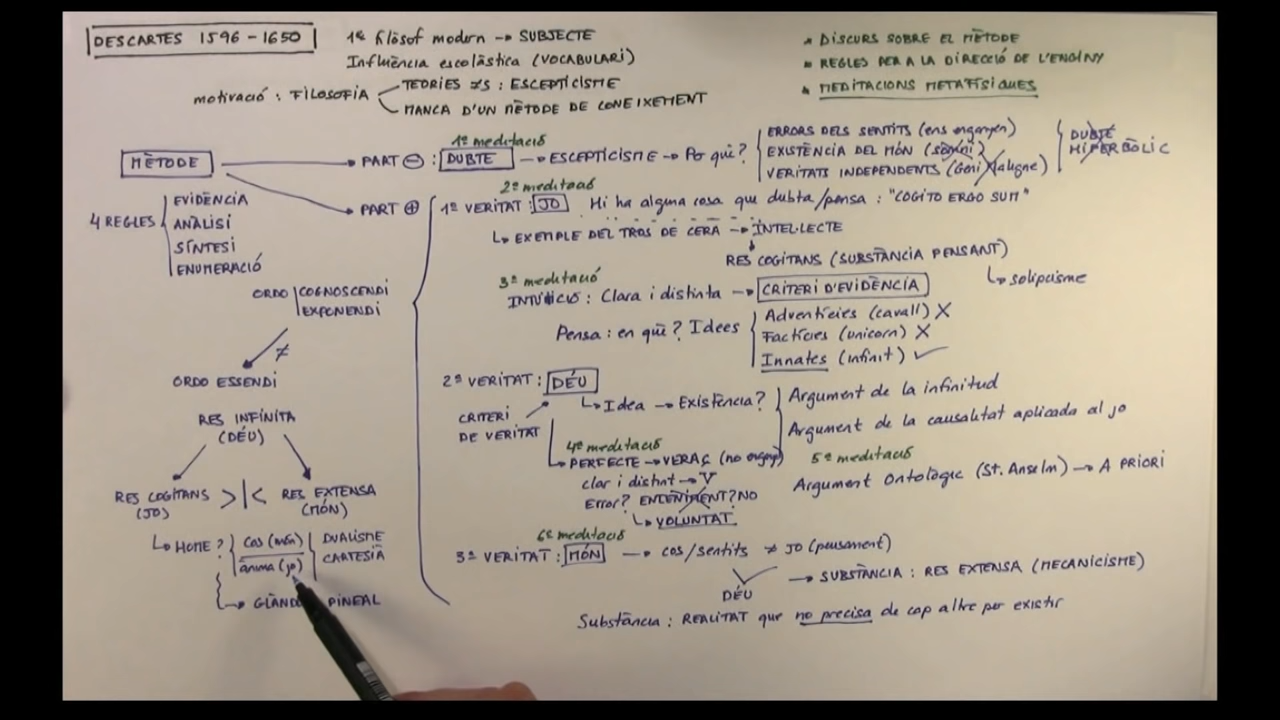 DESCARTES 1596 - 1650
1er filòsof modern → SUBJECTE
Influència escolàstica (VOCABULARI)
motivació : FILOSOFIA
TEORIES ≠s : ESCEPTICISME
MANCA D'UN MÈTODE DE CONEIXEMENT
* DISCURS SOBRE EL MÈTODE
* REGLES PER A LA DIRECCIÓ DE L'ENGINY
* MEDITACIONS METAFÍSIQUES
MÈTODE
1ª meditació
PART ⊖ : DUBTE → ESCEPTICISME → Por què?
ERRORS DELS SENTITS (ens enganyen)
EXISTÈNCIA DEL MÓN (somni)
VERITATS INDEPENDENTS (Geni Maligne)
DUBTE
HIPERBÒLIC
4 REGLES
EVIDÈNCIA
ANÀLISI
SÍNTESI
ENUMERACIÓ
ORDO
COGNOSCENDI
EXPONENDI
≠
ORDO ESSENDI
RES INFINITA
(DÉU)
RES COGITANS >|< RES EXTENSA
(JO) (MÓN)
↳ HOME?
cos (món)
ànima (jo)
DUALISME
CARTESIÀ
→ GLÀND PINEAL
PART ⊕
2ª meditació
1ª VERITAT : JO Hi ha alguna cosa que dubta/pensa : "COGITO ERGO SUM"
↳ EXEMPLE DEL TROS DE CERA → INTEL·LECTE
RES COGITANS (SUBSTÀNCIA PENSANT)
↳ solipsisme
3ª meditació
INTUÏCIÓ : Clara i distinta → CRITERI D'EVIDÈNCIA
Pensa : en què? Idees
Adventícies (cavall) X
Factícies (unicorn) X
Innates (infinit) ✓
2ª VERITAT : DÉU
↳ Idea → Existència?
Argument de la infinitud
Argument de la causalitat aplicada al jo
CRITERI
DE VERITAT
4ª meditació
PERFECTE → VERAÇ (no enganya)
clar i distint → V
Error? ENTENIMENT? NO
↳ VOLUNTAT
5ª meditació
Argument Ontològic (St. Anselm) → A PRIORI
6ª meditació
3ª VERITAT : MÓN → cos/sentits ≠ JO (pensament)
DÉU
→ SUBSTÀNCIA : RES EXTENSA (MECANICISME)
Substància : REALITAT que no precisa de cap altre per existir